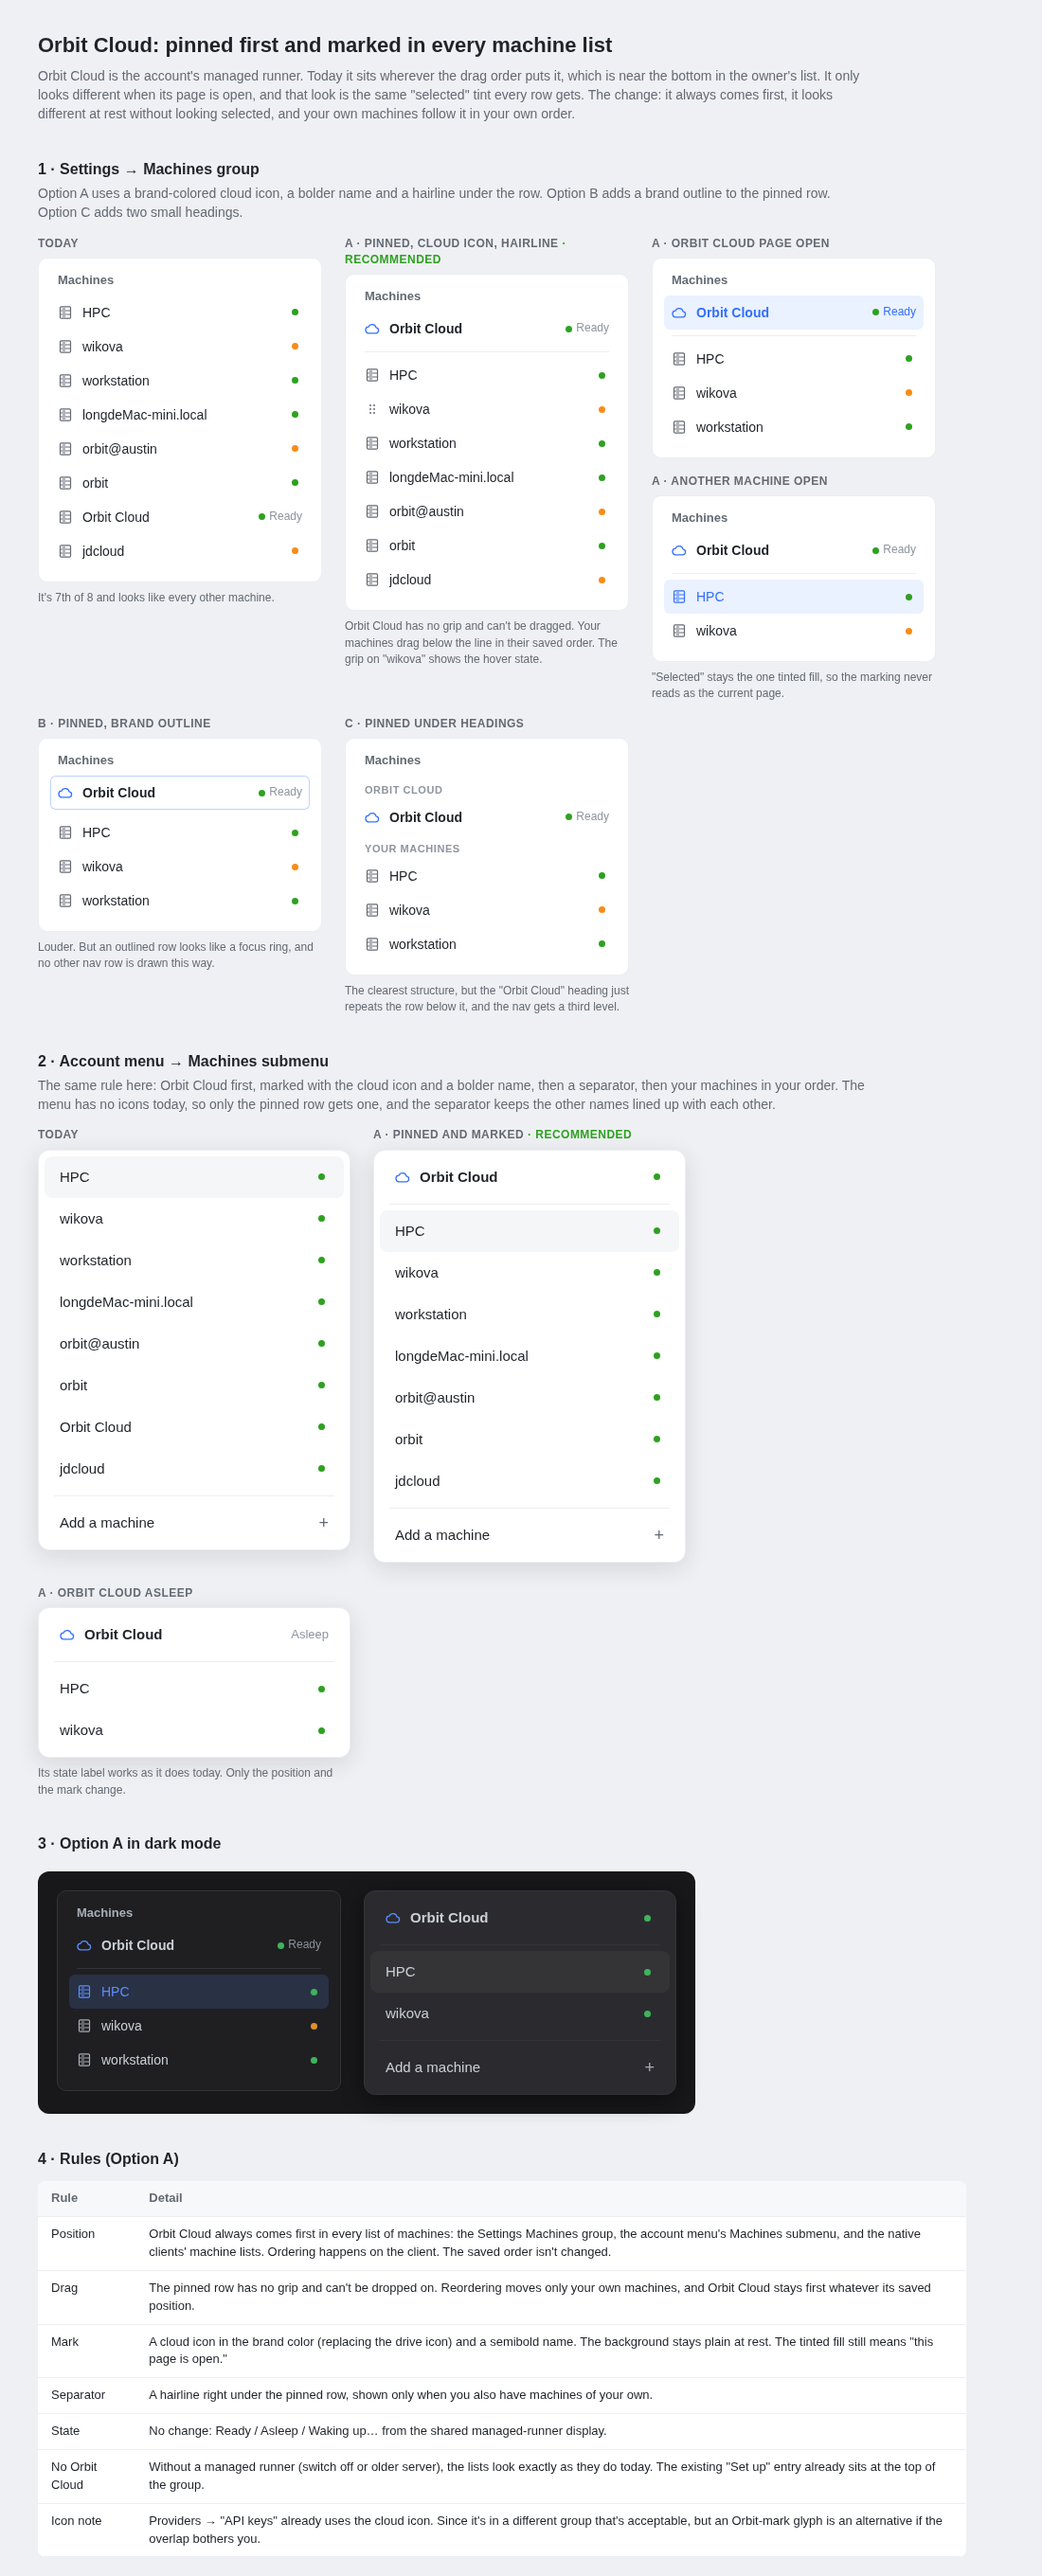 Orbit Cloud: pinned first and marked in every machine list
Orbit Cloud is the account's managed runner. Today it sits wherever the drag order puts it, which is near the bottom in the owner's list. It only
looks different when its page is open, and that look is the same "selected" tint every row gets. The change: it always comes first, it looks
different at rest without looking selected, and your own machines follow it in your own order.
1 · Settings → Machines group
Option A uses a brand-colored cloud icon, a bolder name and a hairline under the row. Option B adds a brand outline to the pinned row.
Option C adds two small headings.
TODAY
Machines
HPC
wikova
workstation
longdeMac-mini.local
orbit@austin
orbit
Orbit Cloud
Ready
jdcloud
It's 7th of 8 and looks like every other machine.
A · PINNED, CLOUD ICON, HAIRLINE ·
RECOMMENDED
Machines
Orbit Cloud
Ready
HPC
wikova
workstation
longdeMac-mini.local
orbit@austin
orbit
jdcloud
Orbit Cloud has no grip and can't be dragged. Your
machines drag below the line in their saved order. The
grip on "wikova" shows the hover state.
A · ORBIT CLOUD PAGE OPEN
Machines
Orbit Cloud
Ready
HPC
wikova
workstation
A · ANOTHER MACHINE OPEN
Machines
Orbit Cloud
Ready
HPC
wikova
"Selected" stays the one tinted fill, so the marking never
reads as the current page.
B · PINNED, BRAND OUTLINE
Machines
Orbit Cloud
Ready
HPC
wikova
workstation
Louder. But an outlined row looks like a focus ring, and
no other nav row is drawn this way.
C · PINNED UNDER HEADINGS
Machines
ORBIT CLOUD
Orbit Cloud
Ready
YOUR MACHINES
HPC
wikova
workstation
The clearest structure, but the "Orbit Cloud" heading just
repeats the row below it, and the nav gets a third level.
2 · Account menu → Machines submenu
The same rule here: Orbit Cloud first, marked with the cloud icon and a bolder name, then a separator, then your machines in your order. The
menu has no icons today, so only the pinned row gets one, and the separator keeps the other names lined up with each other.
TODAY
HPC
wikova
workstation
longdeMac-mini.local
orbit@austin
orbit
Orbit Cloud
jdcloud
Add a machine +
A · PINNED AND MARKED · RECOMMENDED
Orbit Cloud
HPC
wikova
workstation
longdeMac-mini.local
orbit@austin
orbit
jdcloud
Add a machine +
A · ORBIT CLOUD ASLEEP
Orbit Cloud
Asleep
HPC
wikova
Its state label works as it does today. Only the position and
the mark change.
3 · Option A in dark mode
Machines
Orbit Cloud
Ready
HPC
wikova
workstation
Orbit Cloud
HPC
wikova
Add a machine +
4 · Rules (Option A)
Rule Detail
Position Orbit Cloud always comes first in every list of machines: the Settings Machines group, the account menu's Machines submenu, and the native
clients' machine lists. Ordering happens on the client. The saved order isn't changed.
Drag The pinned row has no grip and can't be dropped on. Reordering moves only your own machines, and Orbit Cloud stays first whatever its saved
position.
Mark A cloud icon in the brand color (replacing the drive icon) and a semibold name. The background stays plain at rest. The tinted fill still means "this
page is open."
Separator A hairline right under the pinned row, shown only when you also have machines of your own.
State No change: Ready / Asleep / Waking up… from the shared managed-runner display.
No Orbit
Cloud
Without a managed runner (switch off or older server), the lists look exactly as they do today. The existing "Set up" entry already sits at the top of
the group.
Icon note Providers → "API keys" already uses the cloud icon. Since it's in a different group that's acceptable, but an Orbit-mark glyph is an alternative if the
overlap bothers you.